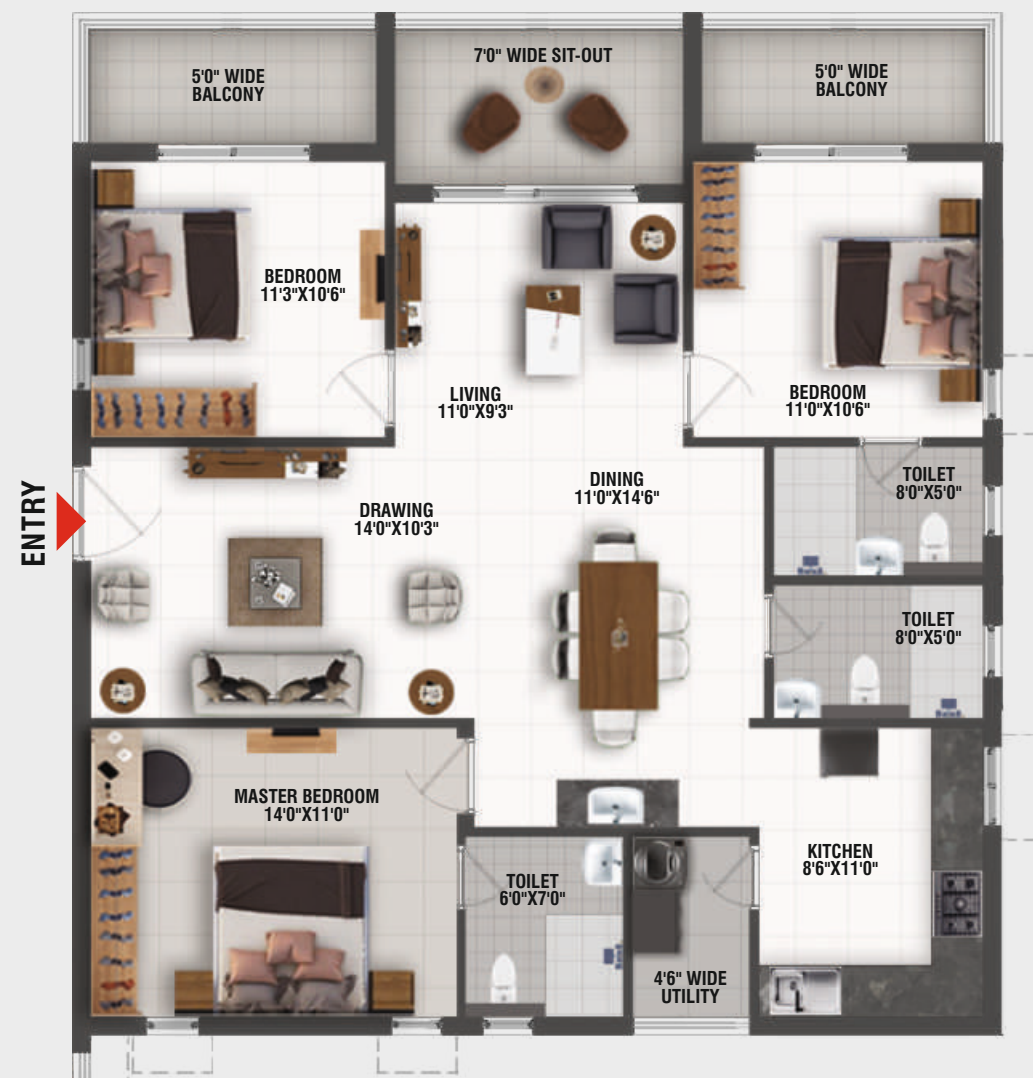 5'0" WIDE
BALCONY
7'0" WIDE SIT-OUT
5'0" WIDE
BALCONY
BEDROOM
11'3"X10'6"
LIVING
11'0"X9'3"
BEDROOM
11'0"X10'6"
ENTRY
DRAWING
14'0"X10'3"
DINING
11'0"X14'6"
TOILET
8'0"X5'0"
TOILET
8'0"X5'0"
MASTER BEDROOM
14'0"X11'0"
TOILET
6'0"X7'0"
4'6" WIDE
UTILITY
KITCHEN
8'6"X11'0"